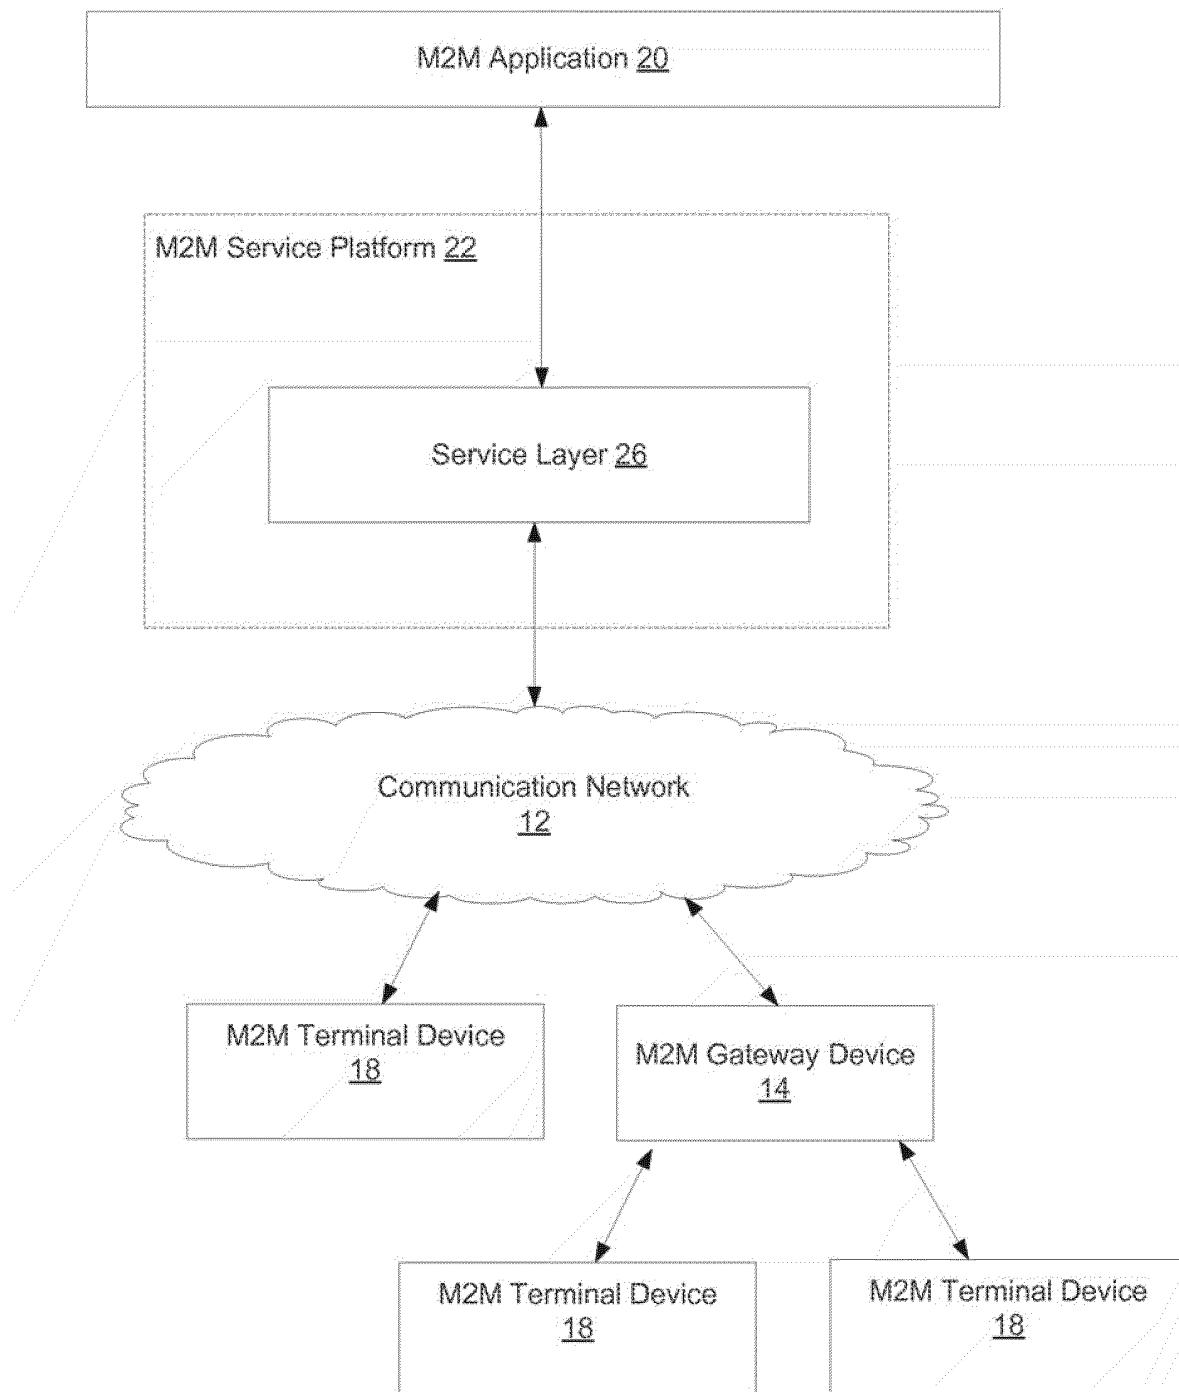 M2M Application 20
M2M Service Platform 22
Service Layer 26
Communication Network
12
M2M Terminal Device
18
M2M Gateway Device
14
M2M Terminal Device
18
M2M Terminal Device
18